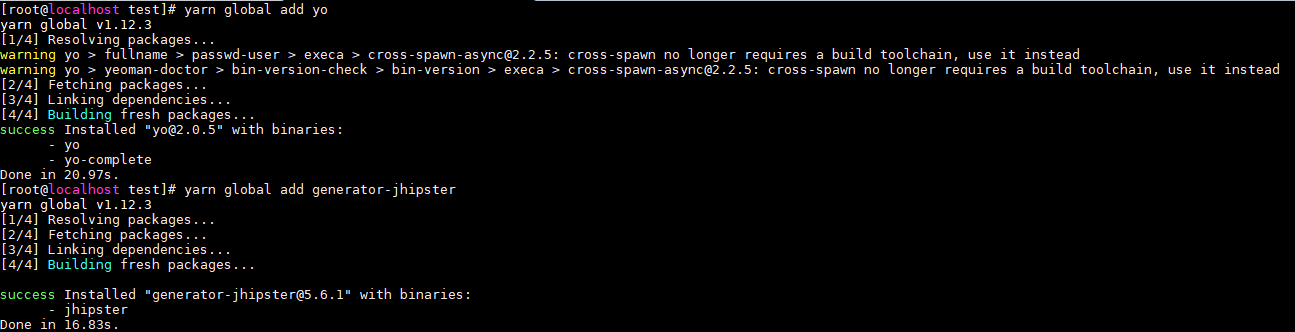 [root@localhost test]# yarn global add yo
yarn global v1.12.3
[1/4] Resolving packages...
warning yo > fullname > passwd-user > execa > cross-spawn-async@2.2.5: cross-spawn no longer requires a build toolchain, use it instead
warning yo > yeoman-doctor > bin-version-check > bin-version > execa > cross-spawn-async@2.2.5: cross-spawn no longer requires a build toolchain, use it instead
[2/4] Fetching packages...
[3/4] Linking dependencies...
[4/4] Building fresh packages...
success Installed "yo@2.0.5" with binaries:
      - yo
      - yo-complete
Done in 20.97s.
[root@localhost test]# yarn global add generator-jhipster
yarn global v1.12.3
[1/4] Resolving packages...
[2/4] Fetching packages...
[3/4] Linking dependencies...
[4/4] Building fresh packages...
success Installed "generator-jhipster@5.6.1" with binaries:
      - jhipster
Done in 16.83s.